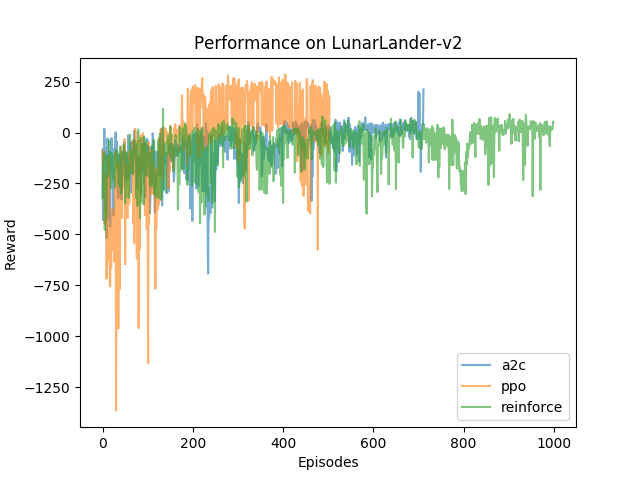 Performance on LunarLander-v2
Reward
250
0
−250
−500
−750
−1000
−1250
0
200
400
600
800
1000
Episodes
a2c
ppo
reinforce